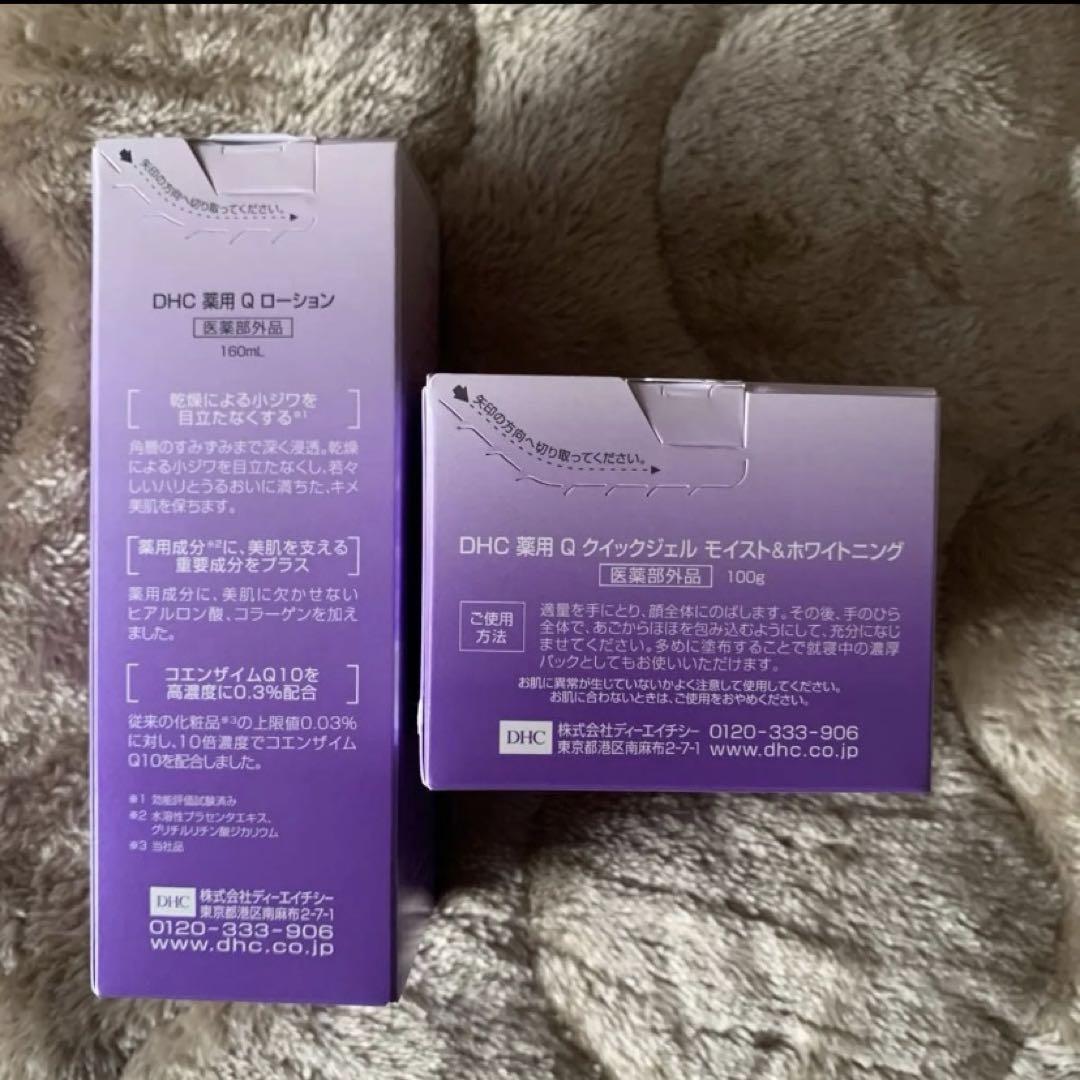 矢印の方向へ切り取ってください。
DHC 薬用 Q ローション
医薬部外品
160mL
乾燥による小ジワを
目立たなくする※1
角層のすみずみまで深く浸透。乾燥
による小ジワを目立たなくし、若々
しいハリとうるおいに満ちた、キメ
美肌を保ちます。
薬用成分※2に、美肌を支える
重要成分をプラス
薬用成分に、美肌に欠かせない
ヒアルロン酸、コラーゲンを加え
ました。
コエンザイムQ10を
高濃度に0.3%配合
従来の化粧品※3の上限値0.03%
に対し、10倍濃度でコエンザイム
Q10を配合しました。
※1 効能評価試験済み
※2 水溶性プラセンタエキス、
グリチルリチン酸ジカリウム
※3 当社品
DHC 株式会社ディーエイチシー
東京都港区南麻布2-7-1
0120-333-906
www.dhc.co.jp
矢印の方向へ切り取ってください。
DHC 薬用 Q クイックジェル モイスト&ホワイトニング
医薬部外品 100g
ご使用
方法
適量を手にとり、顔全体にのばします。その後、手のひら
全体で、あごからほほを包み込むようにして、充分になじ
ませてください。多めに塗布することで就寝中の濃厚
パックとしてもお使いいただけます。
お肌に異常が生じていないかよく注意して使用してください。
お肌に合わないときは、ご使用をおやめください。
DHC 株式会社ディーエイチシー 0120-333-906
東京都港区南麻布2-7-1 www.dhc.co.jp